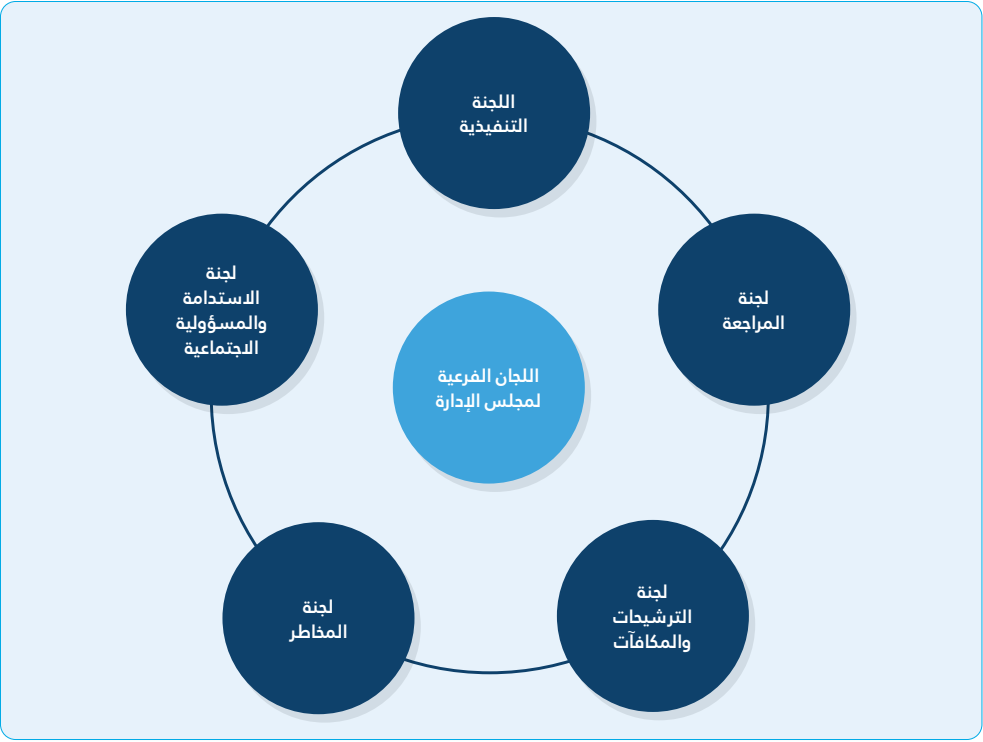 اللجنة
التنفيذية
لجنة
المراجعة
لجنة
الترشيحات
والمكافآت
لجنة
المخاطر
لجنة
الاستدامة
والمسؤولية
الاجتماعية
اللجان الفرعية
لمجلس الإدارة